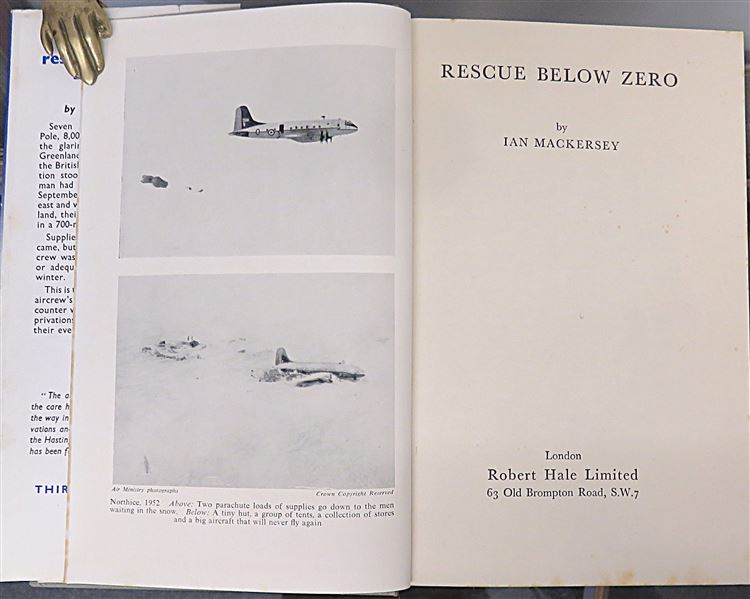 res
by
Seven
Pole, 8,00
the glarin
Greenland
the British
tion stoo
man had
September
east and v
land, thei
in a 700-m
Supplie
came, but
crew was
or adequ
winter.
This is t
aircrew's
counter v
privations
their eve
"The a
the care h
the way in
vations an
the Hastin
has been f
THIR
Air Ministry photographs Crown Copyright Reserved
Northice, 1952 Above: Two parachute loads of supplies go down to the men
waiting in the snow. Below: A tiny hut, a group of tents, a collection of stores
and a big aircraft that will never fly again
RESCUE BELOW ZERO
by
IAN MACKERSEY
London
Robert Hale Limited
63 Old Brompton Road, S.W.7